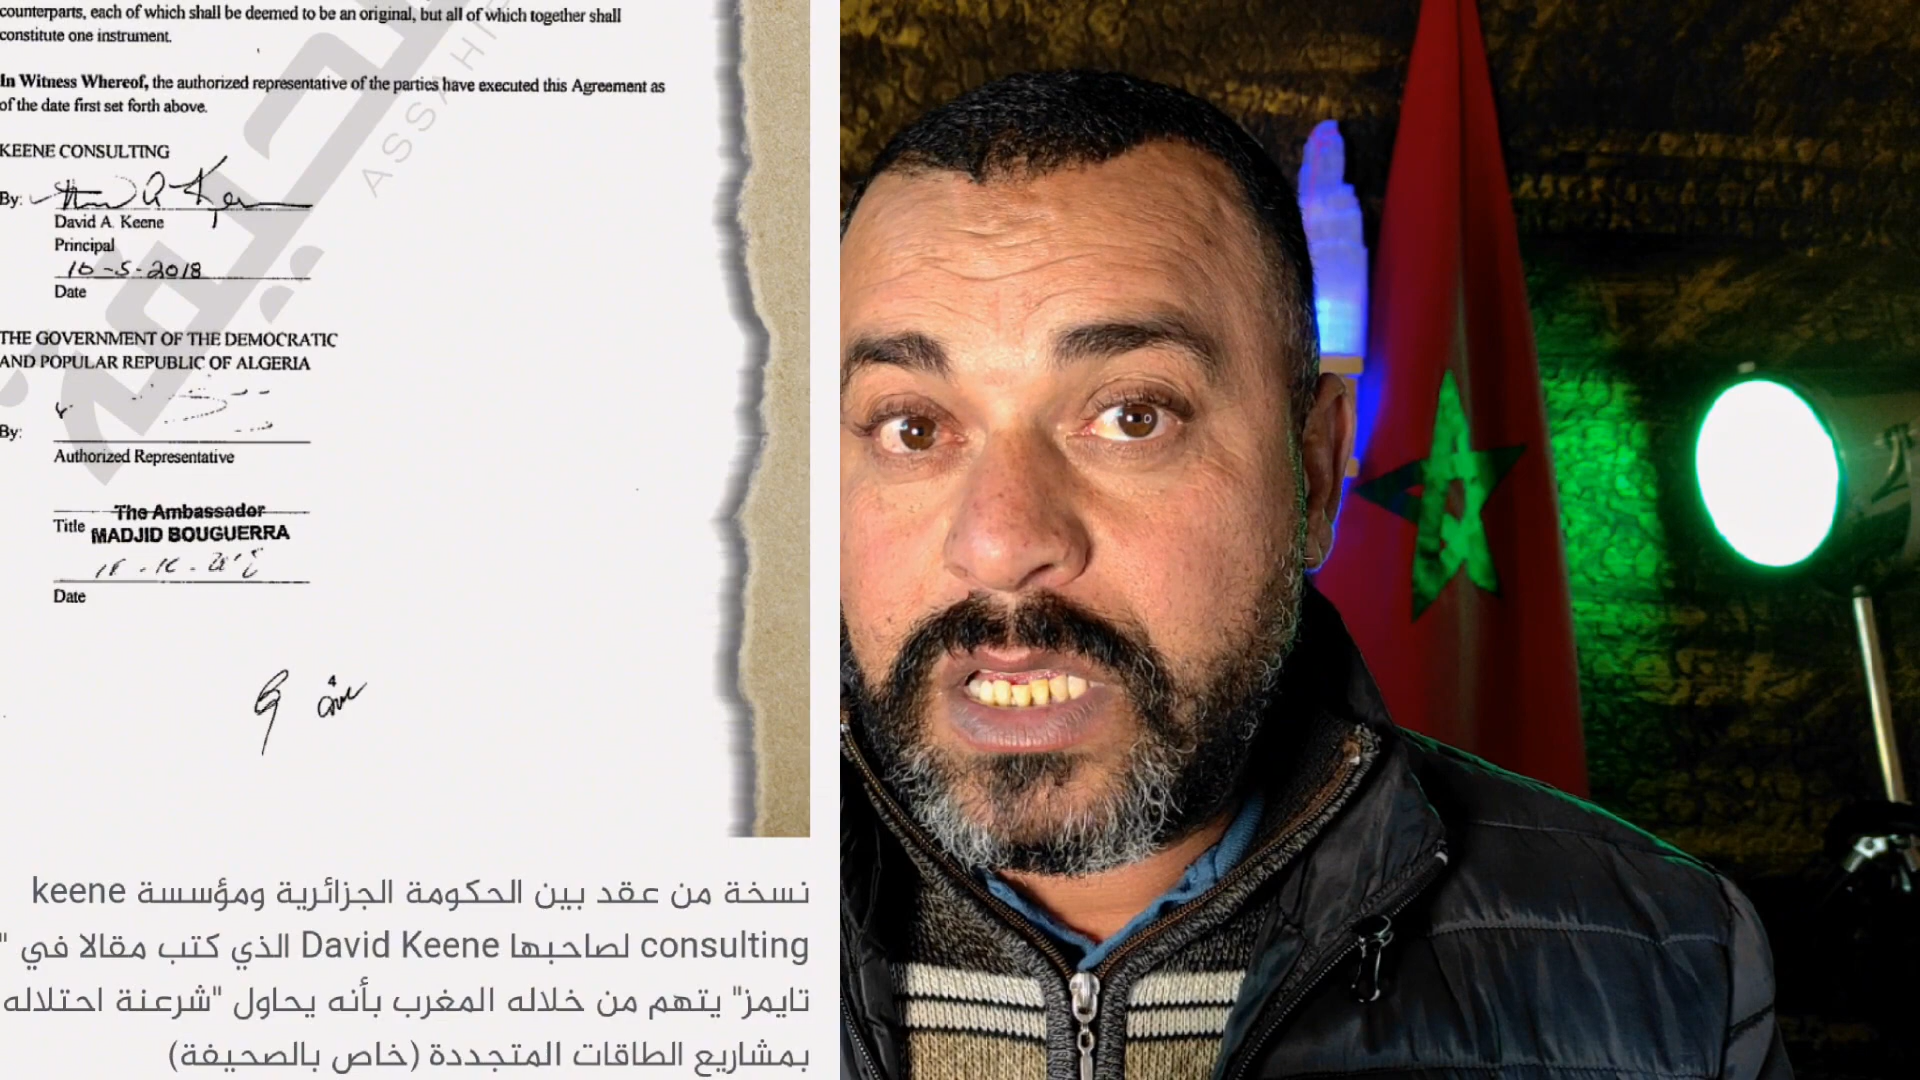 counterparts, each of which shall be deemed to be an original, but all of which together shall
constitute one instrument.
In Witness Whereof, the authorized representative of the parties have executed this Agreement as
of the date first set forth above.
KEENE CONSULTING
By:
David A. Keene
Principal
10-5-2018
Date
THE GOVERNMENT OF THE DEMOCRATIC
AND POPULAR REPUBLIC OF ALGERIA
By:
Authorized Representative
The Ambassador
Title MADJID BOUGUERRA
Date
4
نسخة من عقد بين الحكومة الجزائرية ومؤسسة keene
consulting لصاحبها David Keene الذي كتب مقالا في "
تايمز" يتهم من خلاله المغرب بأنه يحاول "شرعنة احتلاله
بمشاريع الطاقات المتجددة (خاص بالصحيفة)